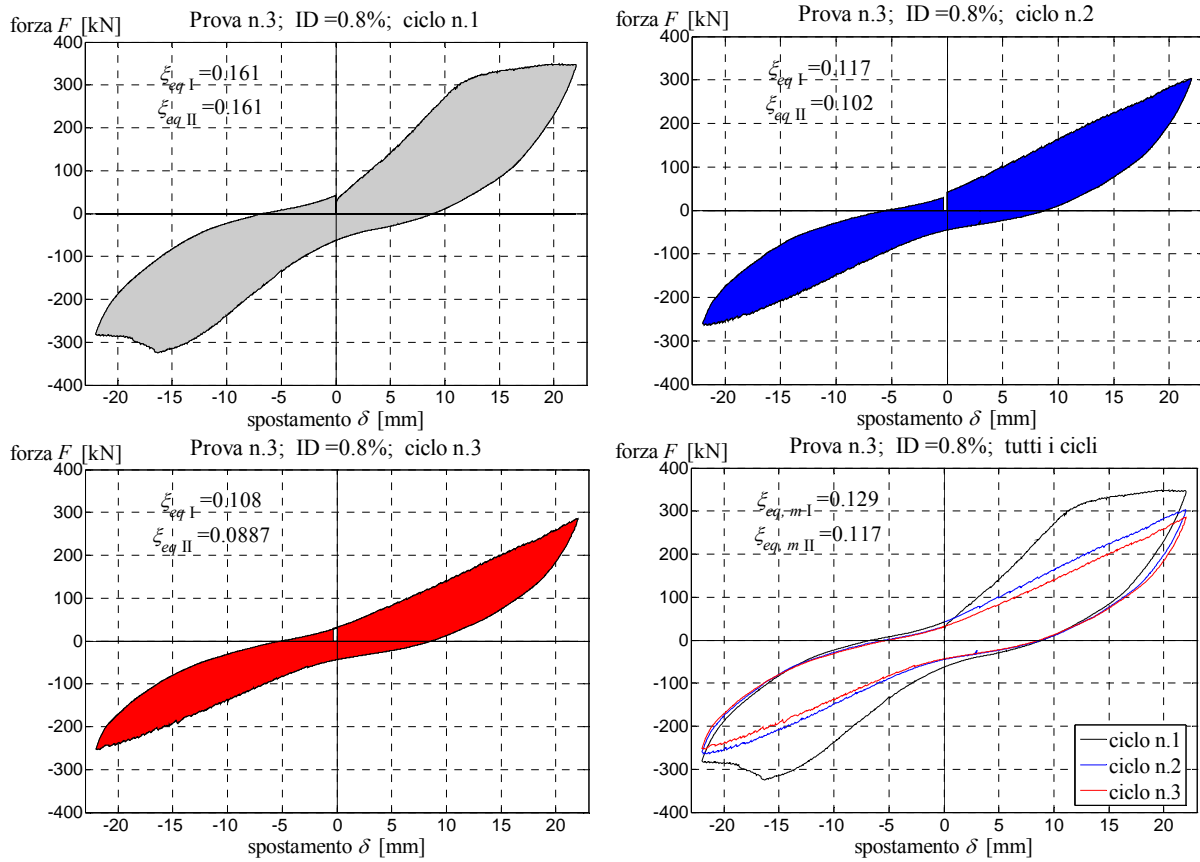 forza F [kN]
Prova n.3; ID =0.8%; ciclo n.1
400
300
200
100
0
-100
-200
-300
-400
ξeq I =0.161
ξeq II =0.161
-20 -15 -10 -5 0 5 10 15 20
spostamento δ [mm]
forza F [kN]
Prova n.3; ID =0.8%; ciclo n.2
400
300
200
100
0
-100
-200
-300
-400
ξeq I =0.117
ξeq II =0.102
-20 -15 -10 -5 0 5 10 15 20
spostamento δ [mm]
forza F [kN]
Prova n.3; ID =0.8%; ciclo n.3
400
300
200
100
0
-100
-200
-300
-400
ξeq I =0.108
ξeq II =0.0887
-20 -15 -10 -5 0 5 10 15 20
spostamento δ [mm]
forza F [kN]
Prova n.3; ID =0.8%; tutti i cicli
400
300
200
100
0
-100
-200
-300
-400
ξeq, m I =0.129
ξeq, m II =0.117
ciclo n.1
ciclo n.2
ciclo n.3
-20 -15 -10 -5 0 5 10 15 20
spostamento δ [mm]